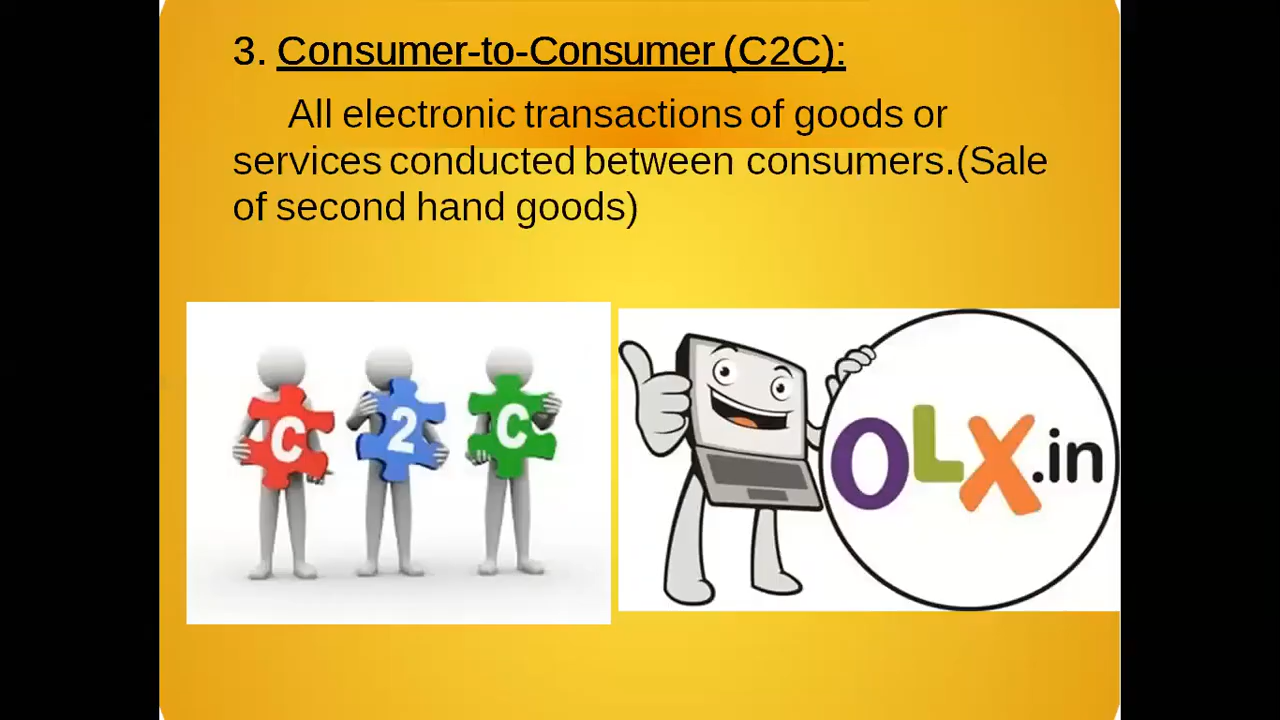 3. Consumer-to-Consumer (C2C):
All electronic transactions of goods or
services conducted between consumers.(Sale
of second hand goods)
C 2 C
OLX.in